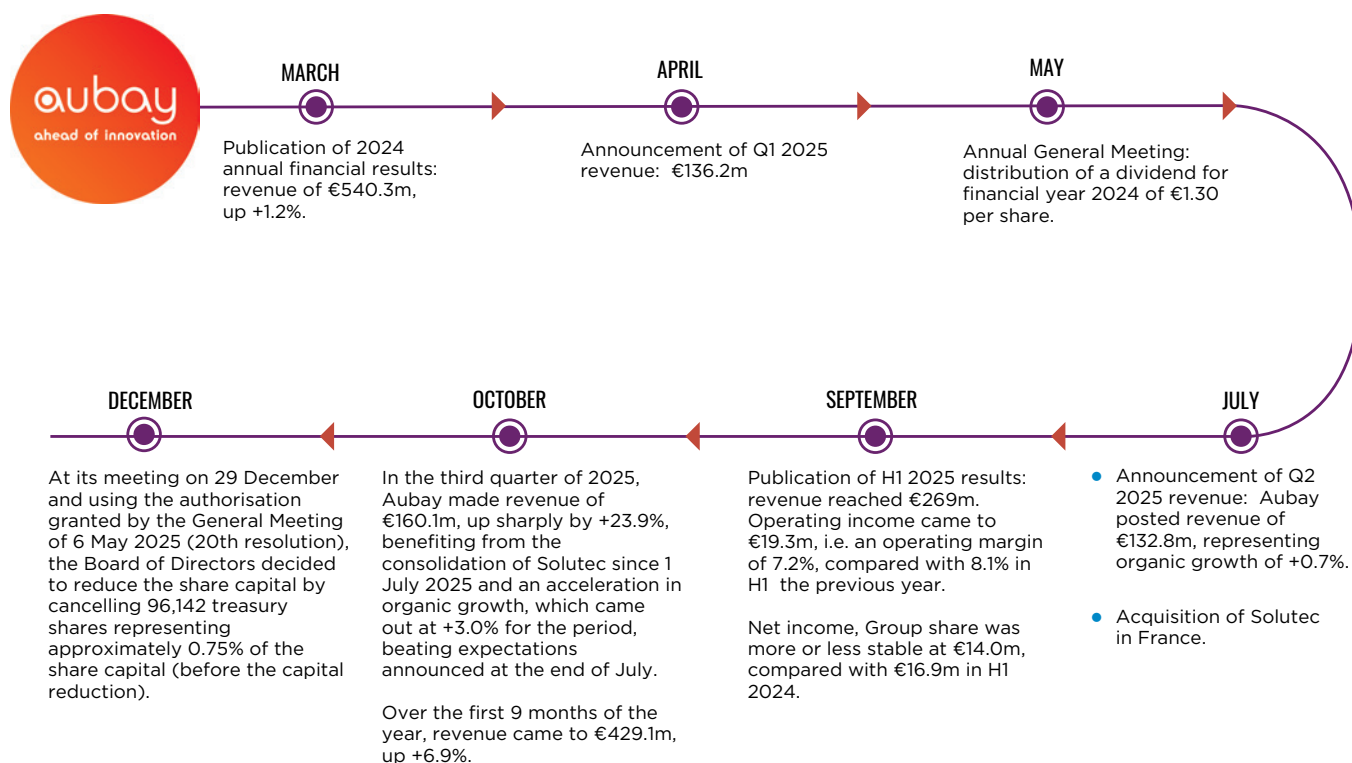 aubay
ahead of innovation
MARCH
Publication of 2024
annual financial results:
revenue of €540.3m,
up +1.2%.
APRIL
Announcement of Q1 2025
revenue: €136.2m
MAY
Annual General Meeting:
distribution of a dividend for
financial year 2024 of €1.30
per share.
JULY
Announcement of Q2
2025 revenue: Aubay
posted revenue of
€132.8m, representing
organic growth of +0.7%.
Acquisition of Solutec
in France.
SEPTEMBER
Publication of H1 2025 results:
revenue reached €269m.
Operating income came to
€19.3m, i.e. an operating margin
of 7.2%, compared with 8.1% in
H1 the previous year.
Net income, Group share was
more or less stable at €14.0m,
compared with €16.9m in H1
2024.
OCTOBER
In the third quarter of 2025,
Aubay made revenue of
€160.1m, up sharply by +23.9%,
benefiting from the
consolidation of Solutec since 1
July 2025 and an acceleration in
organic growth, which came
out at +3.0% for the period,
beating expectations
announced at the end of July.
Over the first 9 months of the
year, revenue came to €429.1m,
up +6.9%.
DECEMBER
At its meeting on 29 December
and using the authorisation
granted by the General Meeting
of 6 May 2025 (20th resolution),
the Board of Directors decided
to reduce the share capital by
cancelling 96,142 treasury
shares representing
approximately 0.75% of the
share capital (before the capital
reduction).